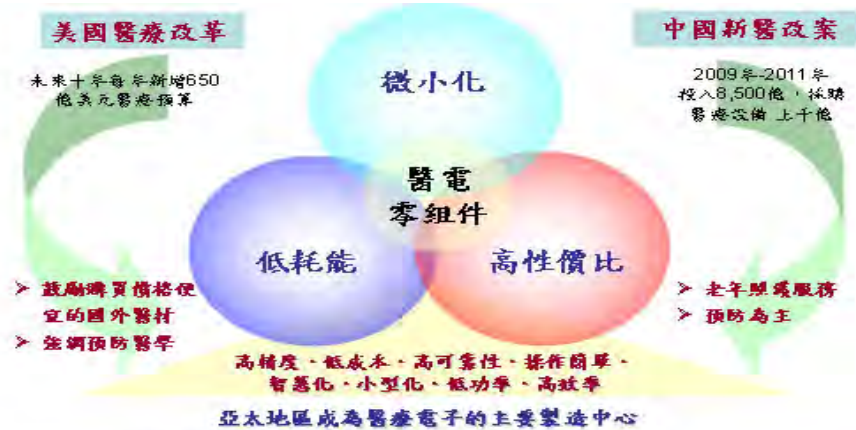 美國醫療改革
未來十年每年新增650
億美元醫療預算
鼓勵購買價格便
宜的國外醫材
強調預防醫學
微小化
醫電
零組件
低耗能
高性價比
中國新醫改案
2009年-2011年
投入8,500億，採購
醫療設備 上千億
老年照護服務
預防為主
高精度、低成本、高可靠性、操作簡單、
智慧化、小型化、低功率、高效率
亞太地區成為醫療電子的主要製造中心